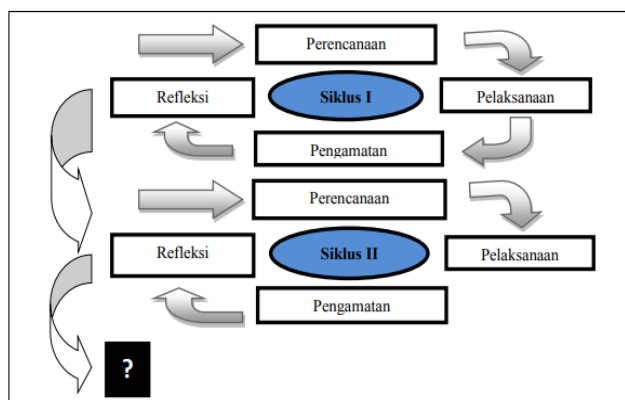 Perencanaan
Refleksi
Siklus I
Pelaksanaan
Pengamatan
Perencanaan
Refleksi
Siklus II
Pelaksanaan
Pengamatan
?